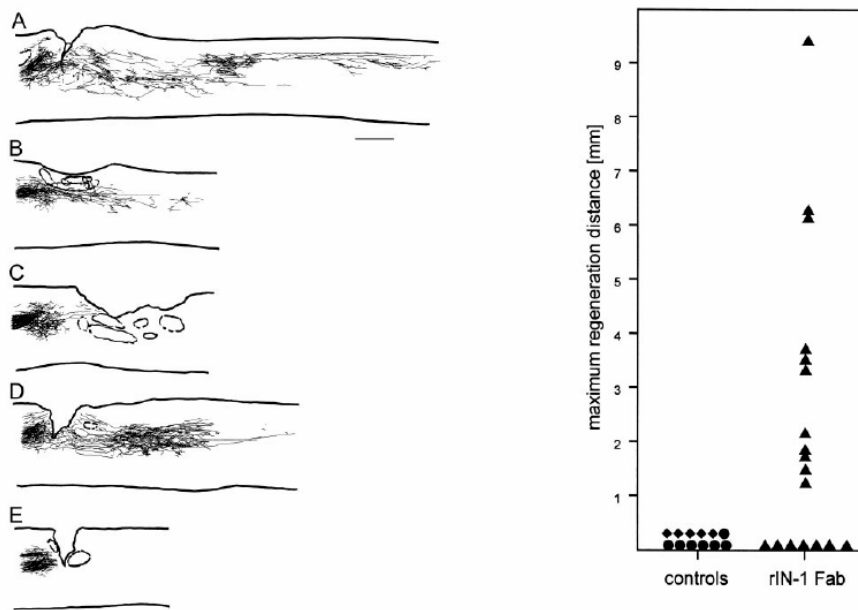 A
B
C
D
E
maximum regeneration distance [mm]
9
8
7
6
5
4
3
2
1
controls
rIN-1 Fab